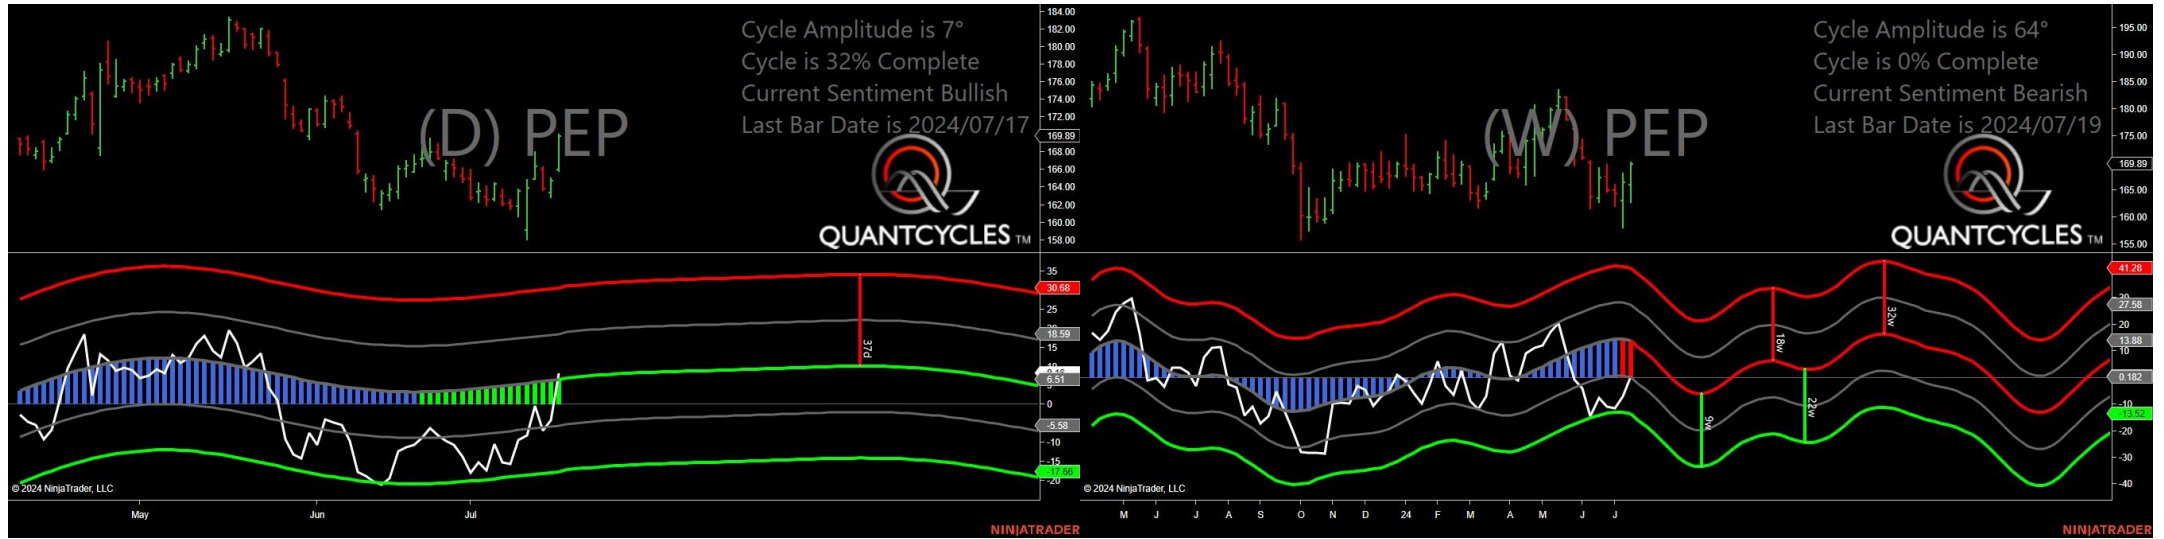 Cycle Amplitude is 7°
Cycle is 32% Complete
Current Sentiment Bullish
Last Bar Date is 2024/07/17
(D) PEP
QUANTCYCLES TM
184.00
182.00
180.00
178.00
176.00
174.00
172.00
169.89
168.00
166.00
164.00
162.00
160.00
158.00
35
30.68
25
18.59
15
6.51
0
-5.58
-10
-15
-17.66
-20
37d
© 2024 NinjaTrader, LLC
May Jun Jul
NINJATRADER
Cycle Amplitude is 64°
Cycle is 0% Complete
Current Sentiment Bearish
Last Bar Date is 2024/07/19
(W) PEP
QUANTCYCLES TM
195.00
190.00
185.00
180.00
175.00
169.89
165.00
160.00
155.00
41.28
27.58
20
13.88
10
0.182
-10
-13.52
-20
-30
-40
9w
18w
22w
32w
© 2024 NinjaTrader, LLC
M J J A S O N D 24 F M A M J J
NINJATRADER